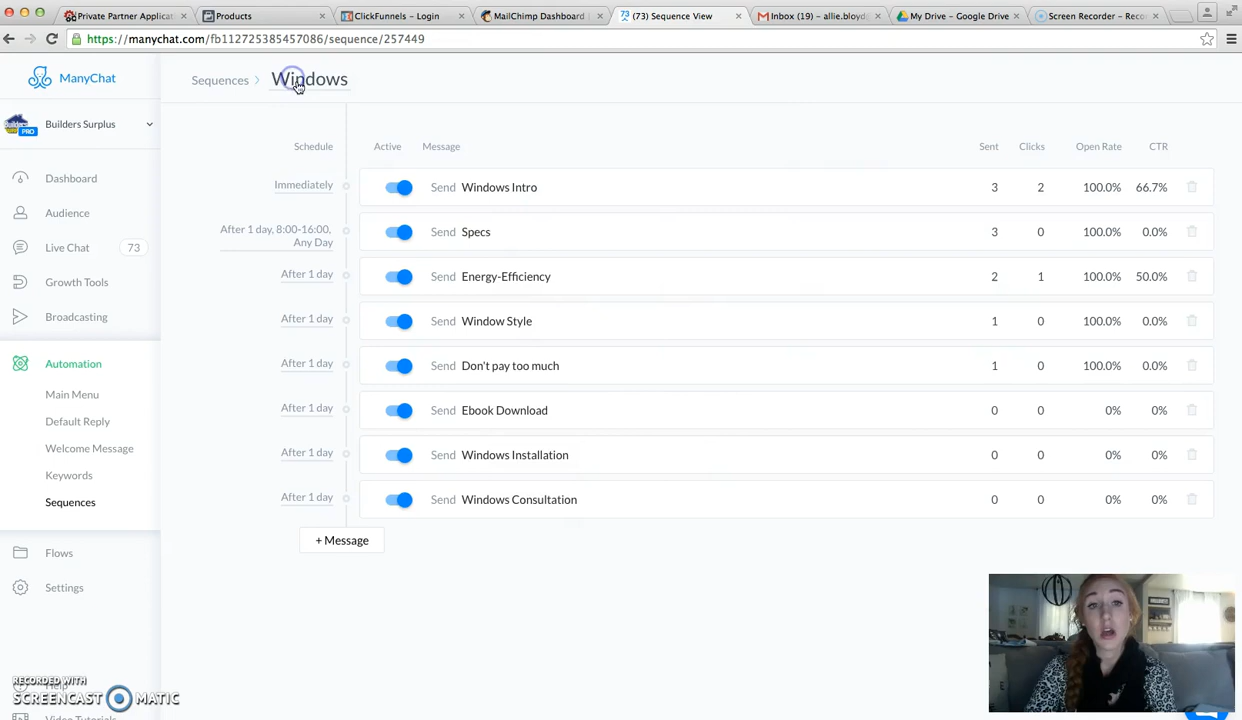 Private Partner Applicat
Products
ClickFunnels - Login
MailChimp Dashboard
(73) Sequence View
Inbox (19) - allie.bloyd@
My Drive - Google Drive
Screen Recorder - Reco
https://manychat.com/fb112725385457086/sequence/257449
ManyChat
Sequences > Windows
Builders Surplus
PRO
Schedule Active Message Sent Clicks Open Rate CTR
Immediately Send Windows Intro 3 2 100.0% 66.7%
After 1 day, 8:00-16:00,
Any Day
Send Specs 3 0 100.0% 0.0%
After 1 day Send Energy-Efficiency 2 1 100.0% 50.0%
After 1 day Send Window Style 1 0 100.0% 0.0%
After 1 day Send Don't pay too much 1 0 100.0% 0.0%
After 1 day Send Ebook Download 0 0 0% 0%
After 1 day Send Windows Installation 0 0 0% 0%
After 1 day Send Windows Consultation 0 0 0% 0%
+ Message
Dashboard
Audience
Live Chat 73
Growth Tools
Broadcasting
Automation
Main Menu
Default Reply
Welcome Message
Keywords
Sequences
Flows
Settings
Help
Video Tutorials
RECORDED WITH
SCREENCAST MATIC